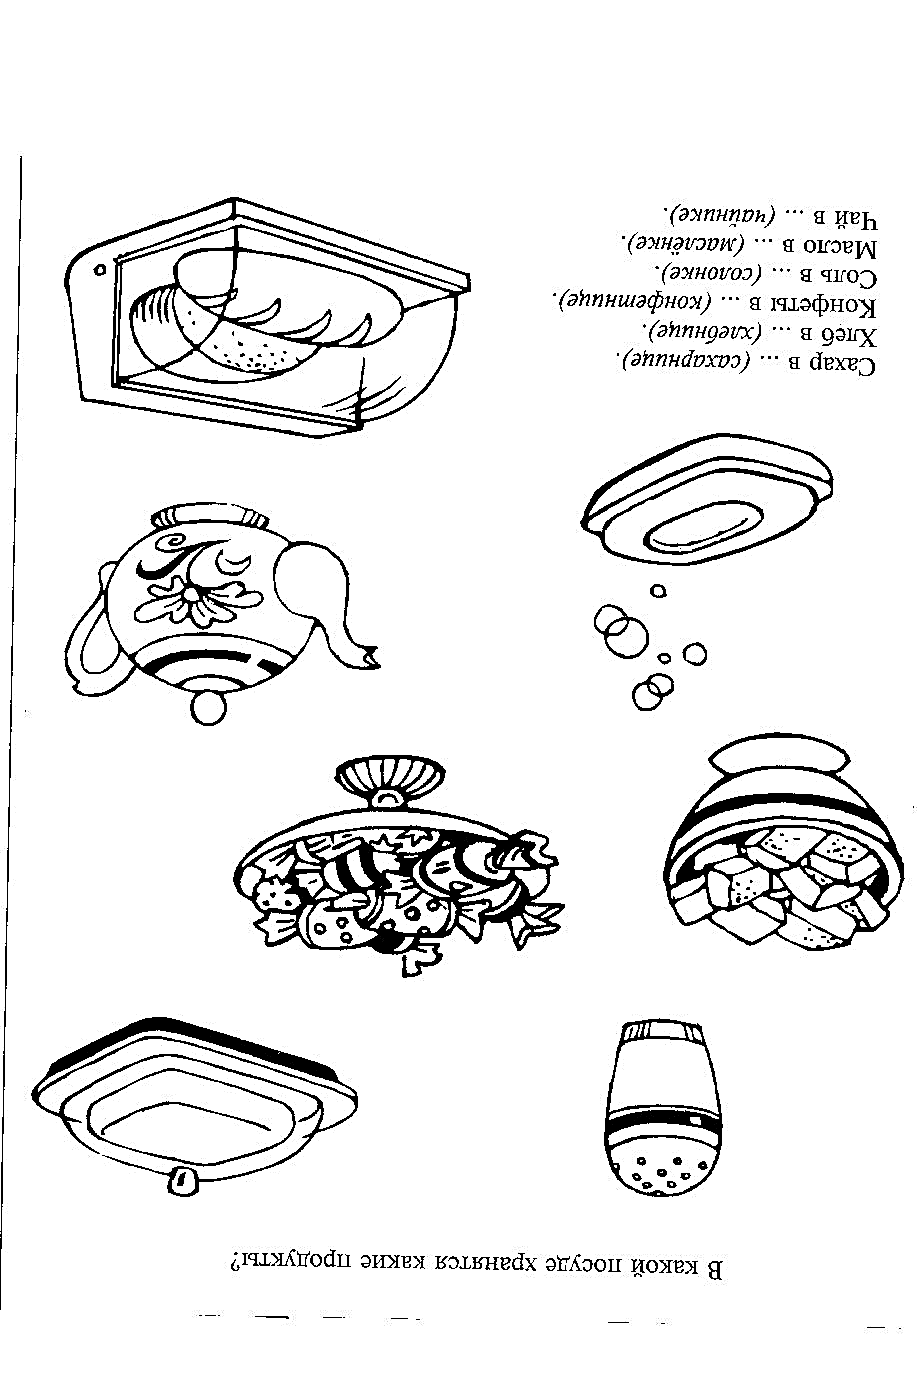 В какой посуде хранятся какие продукты?
Сахар в ... (сахарнице).
Хлеб в ... (хлебнице).
Конфеты в ... (конфетнице).
Соль в ... (солонке).
Масло в ... (маслёнке).
Чай в ... (чайнике).